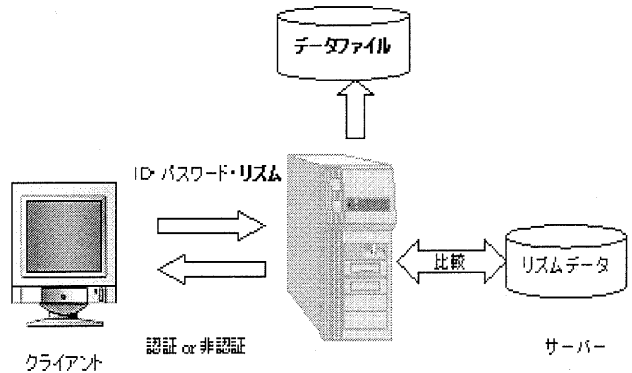 データファイル
ID・パスワード・リズム
比較
リズムデータ
認証 or 非認証
サーバー
クライアント